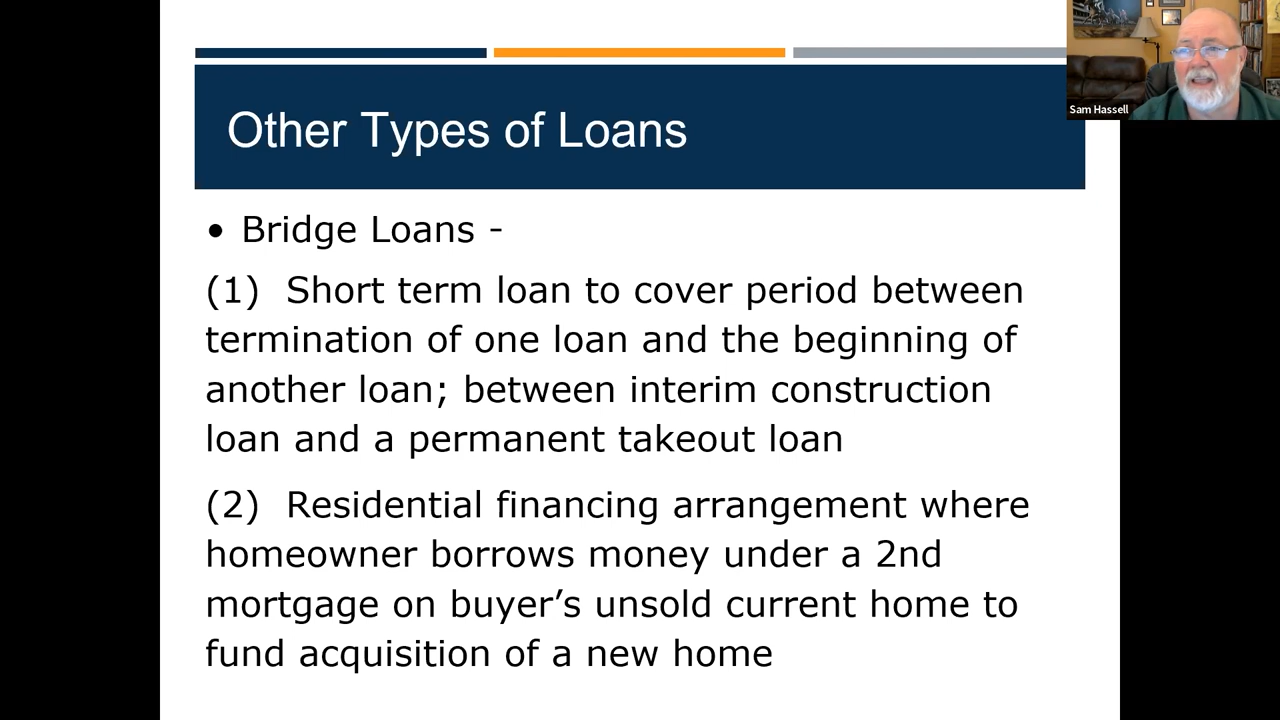 Sam Hassell
Other Types of Loans
• Bridge Loans -
(1) Short term loan to cover period between
termination of one loan and the beginning of
another loan; between interim construction
loan and a permanent takeout loan
(2) Residential financing arrangement where
homeowner borrows money under a 2nd
mortgage on buyer’s unsold current home to
fund acquisition of a new home